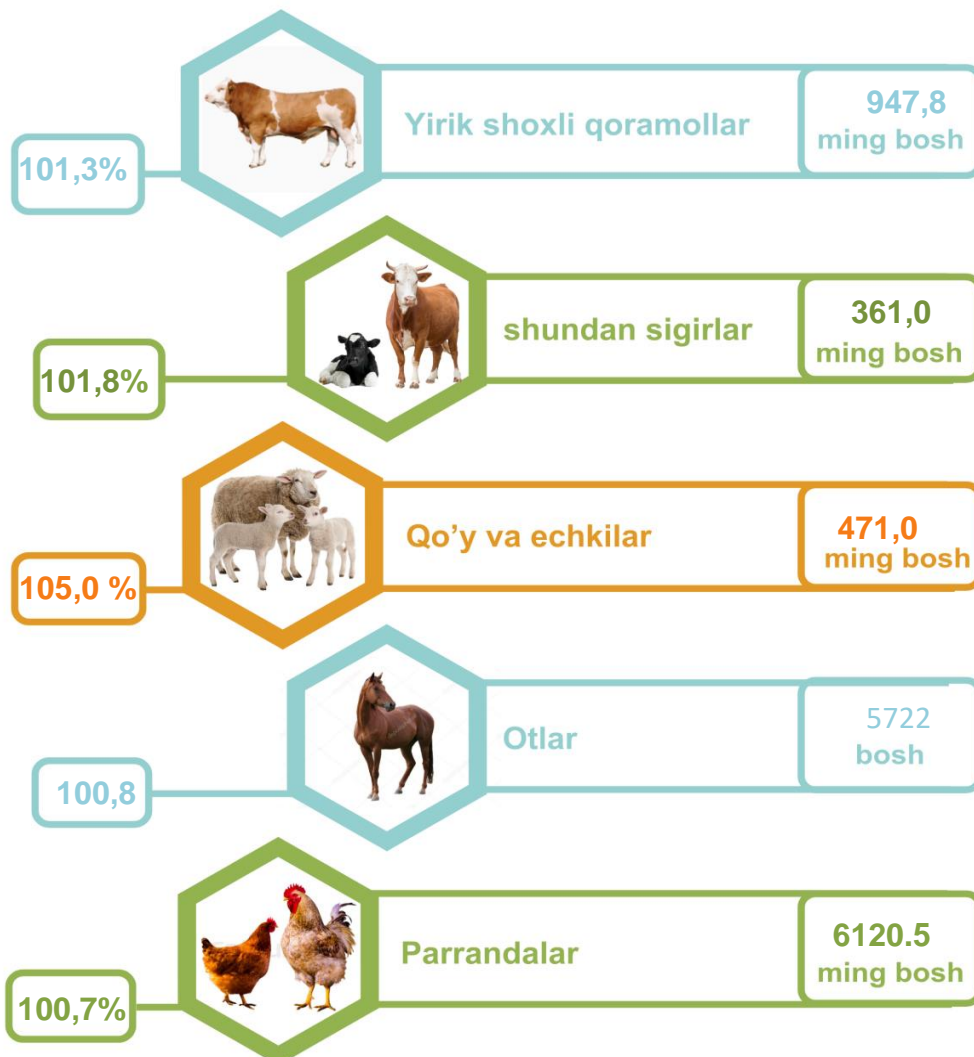 Yirik shoxli qoramollar
947,8
ming bosh
101,3%
shundan sigirlar
361,0
ming bosh
101,8%
Qo’y va echkilar
471,0
ming bosh
105,0 %
Otlar
5722
bosh
100,8
Parrandalar
6120.5
ming bosh
100,7%